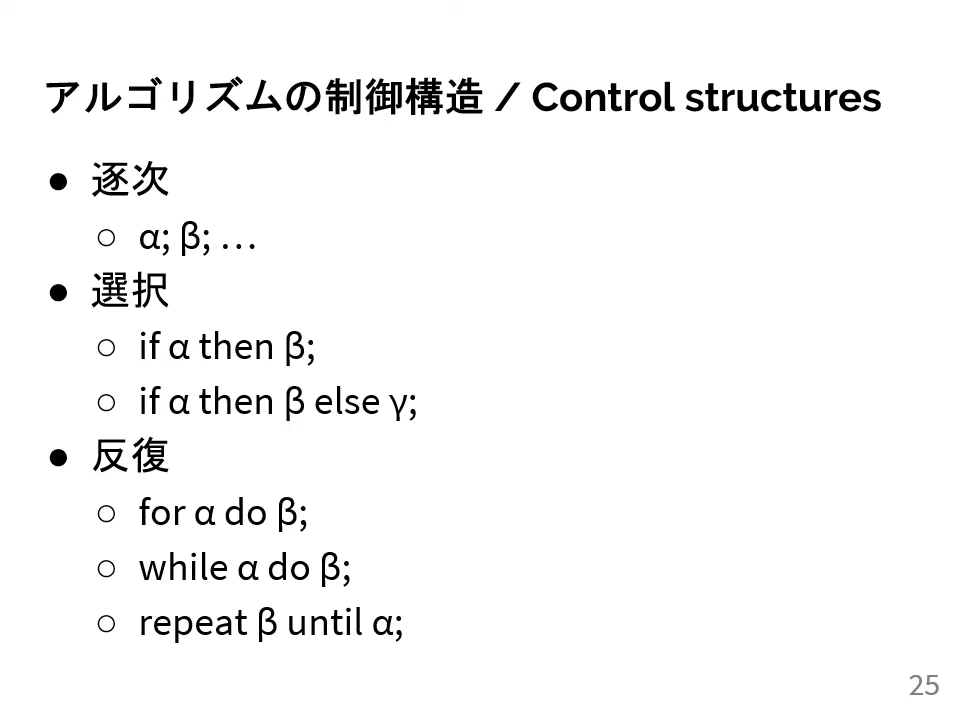 アルゴリズムの制御構造 / Control structures
● 逐次
○ α; β; …
● 選択
○ if α then β;
○ if α then β else γ;
● 反復
○ for α do β;
○ while α do β;
○ repeat β until α;
25